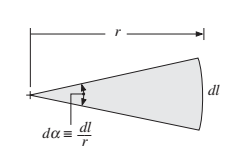 r
dl
dα ≡ dl/r